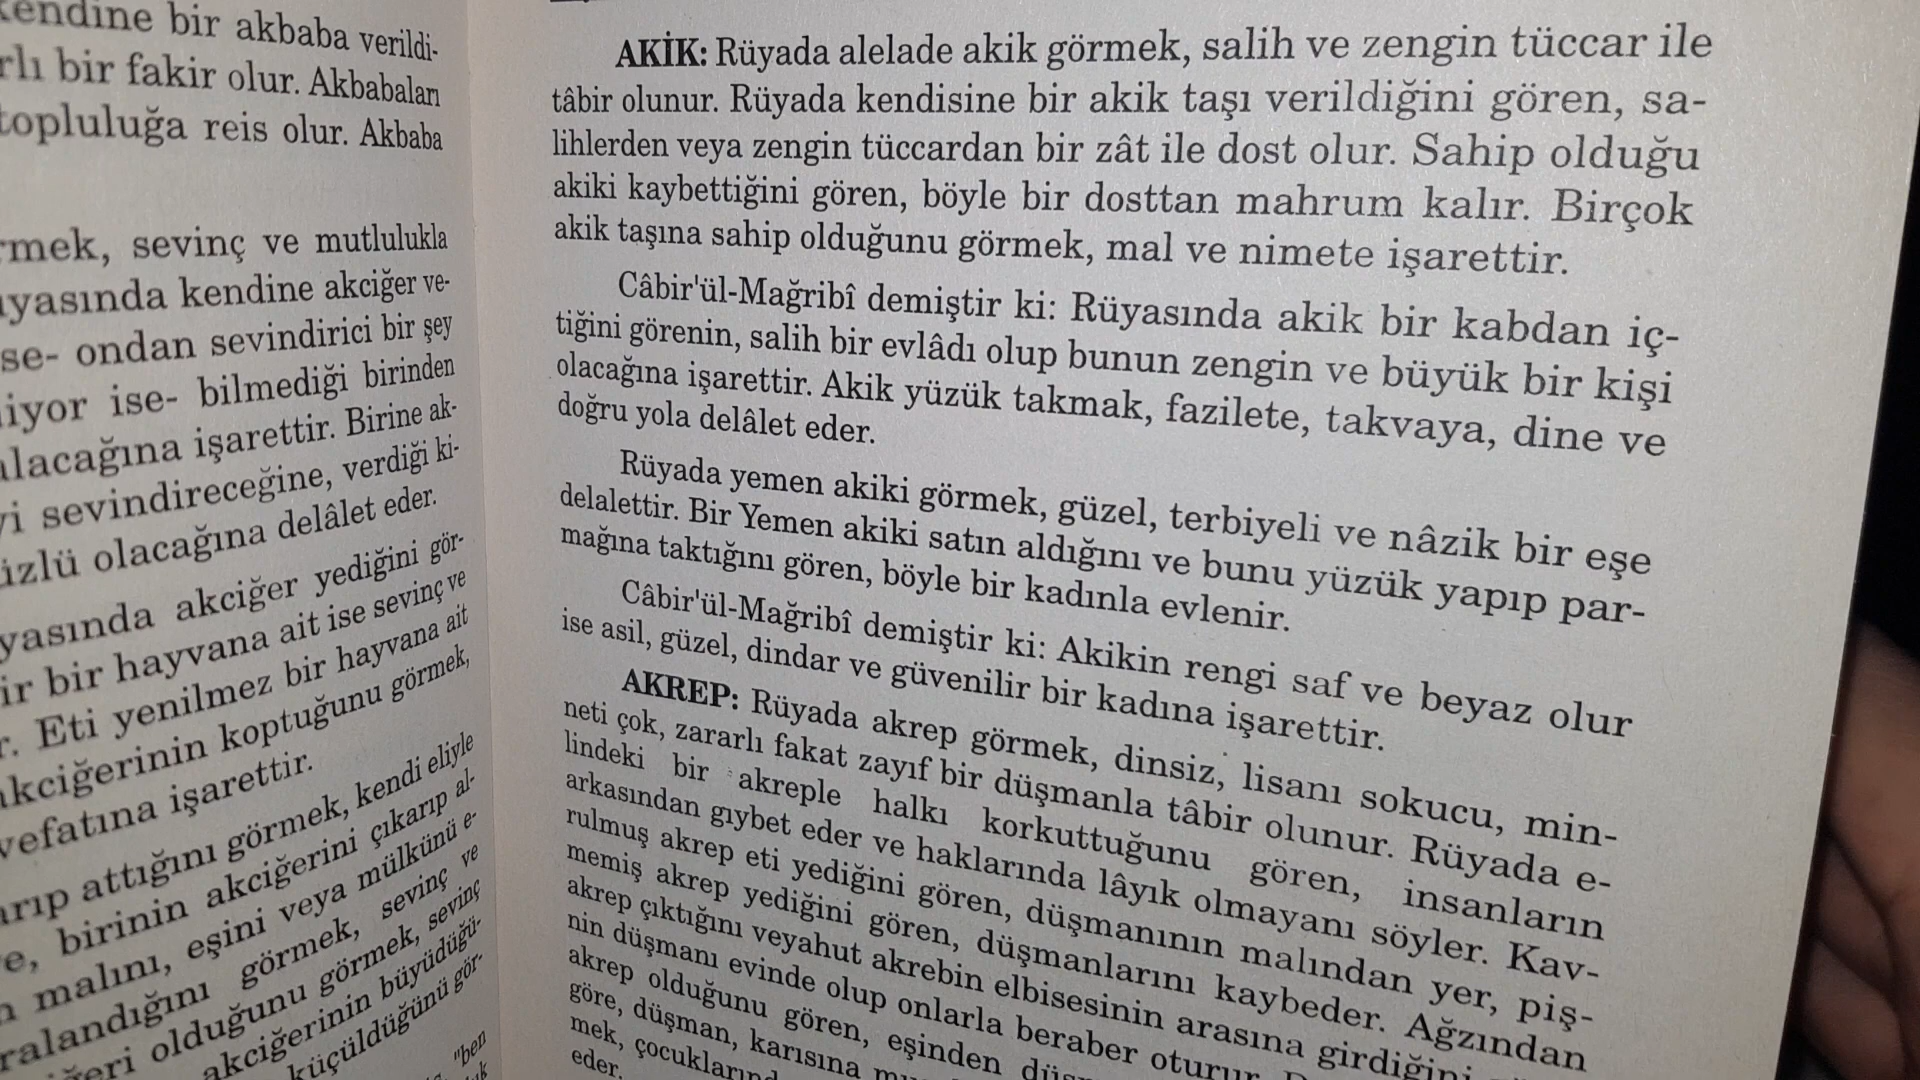 kendine bir akbaba verildi-
rlı bir fakir olur. Akbabaları
topluluğa reis olur. Akbaba
rmek, sevinç ve mutlulukla
yasında kendine akciğer ve-
se- ondan sevindirici bir şey
iyor ise- bilmediği birinden
alacağına işarettir. Birine ak-
yi sevindireceğine, verdiği ki-
izlü olacağına delâlet eder.
yasında akciğer yediğini gör-
ir bir hayvana ait ise sevinç ve
r. Eti yenilmez bir hayvana ait
akciğerinin koptuğunu görmek,
vefatına işarettir.
arıp attığını görmek, kendi eliyle
e, birinin akciğerini çıkarıp al-
malını, eşini veya mülkünü e-
ralandığını görmek, sevinç ve
eri olduğunu görmek, sevinç
akciğerinin büyüdüğü-
küçüldüğünü gör-
"ben
AKİK: Rüyada alelade akik görmek, salih ve zengin tüccar ile
tâbir olunur. Rüyada kendisine bir akik taşı verildiğini gören, sa-
lihlerden veya zengin tüccardan bir zât ile dost olur. Sahip olduğu
akiki kaybettiğini gören, böyle bir dosttan mahrum kalır. Birçok
akik taşına sahip olduğunu görmek, mal ve nimete işarettir.
Câbir'ül-Mağribî demiştir ki: Rüyasında akik bir kabdan iç-
tiğini görenin, salih bir evlâdı olup bunun zengin ve büyük bir kişi
olacağına işarettir. Akik yüzük takmak, fazilete, takvaya, dine ve
doğru yola delâlet eder.
Rüyada yemen akiki görmek, güzel, terbiyeli ve nâzik bir eşe
delalettir. Bir Yemen akiki satın aldığını ve bunu yüzük yapıp par-
mağına taktığını gören, böyle bir kadınla evlenir.
Câbir'ül-Mağribî demiştir ki: Akikin rengi saf ve beyaz olur
ise asil, güzel, dindar ve güvenilir bir kadına işarettir.
AKREP: Rüyada akrep görmek, dinsiz, lisanı sokucu, min-
neti çok, zararlı fakat zayıf bir düşmanla tâbir olunur. Rüyada e-
lindeki bir akreple halkı korkuttuğunu gören, insanların
arkasından gıybet eder ve haklarında lâyık olmayanı söyler. Kav-
rulmuş akrep eti yediğini gören, düşmanının malından yer, piş-
memiş akrep yediğini gören, düşmanlarını kaybeder. Ağzından
akrep çıktığını veyahut akrebin elbisesinin arasına girdiğini
nin düşmanı evinde olup onlarla beraber oturur.
akrep olduğunu gören, eşinden
göre, düşman, karısına
mek,
eder.